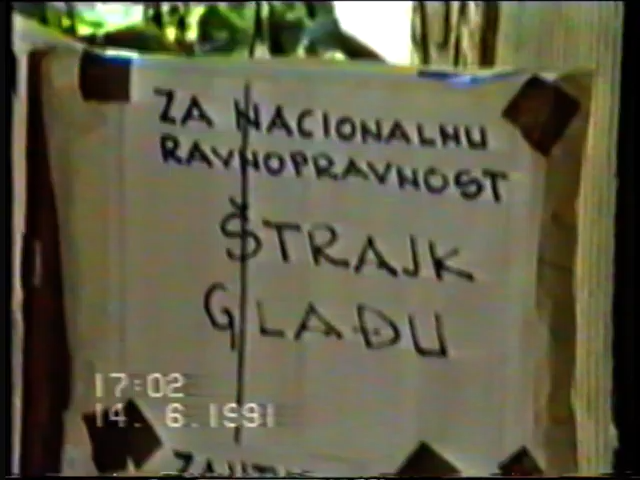 ZA NACIONALNU
RAVNOPRAVNOST
ŠTRAJK
GLAĐU
17:02
14. 6.1991